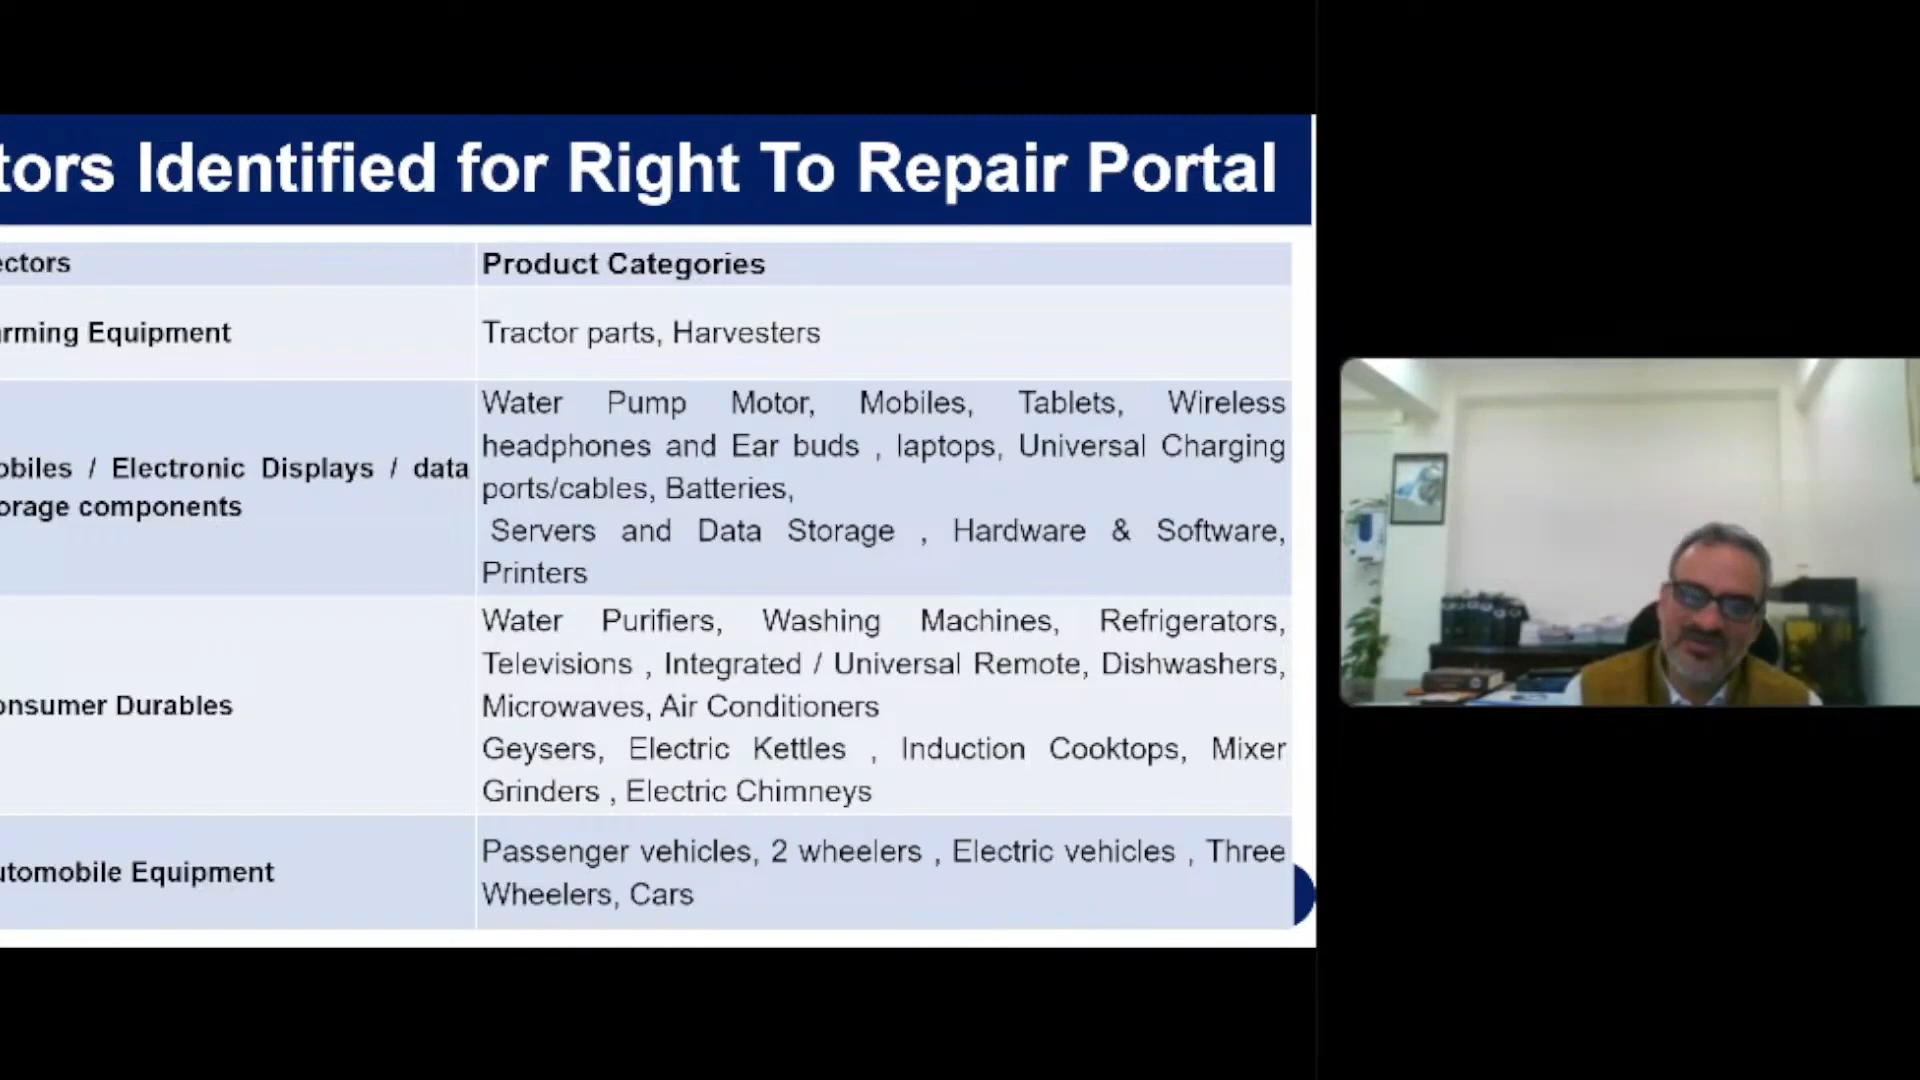 tors Identified for Right To Repair Portal
ectors
Product Categories
arming Equipment
Tractor parts, Harvesters
obiles / Electronic Displays / data
orage components
Water Pump Motor, Mobiles, Tablets, Wireless
headphones and Ear buds , laptops, Universal Charging
ports/cables, Batteries,
Servers and Data Storage , Hardware & Software,
Printers
onsumer Durables
Water Purifiers, Washing Machines, Refrigerators,
Televisions , Integrated / Universal Remote, Dishwashers,
Microwaves, Air Conditioners
Geysers, Electric Kettles , Induction Cooktops, Mixer
Grinders , Electric Chimneys
utomobile Equipment
Passenger vehicles, 2 wheelers , Electric vehicles , Three
Wheelers, Cars